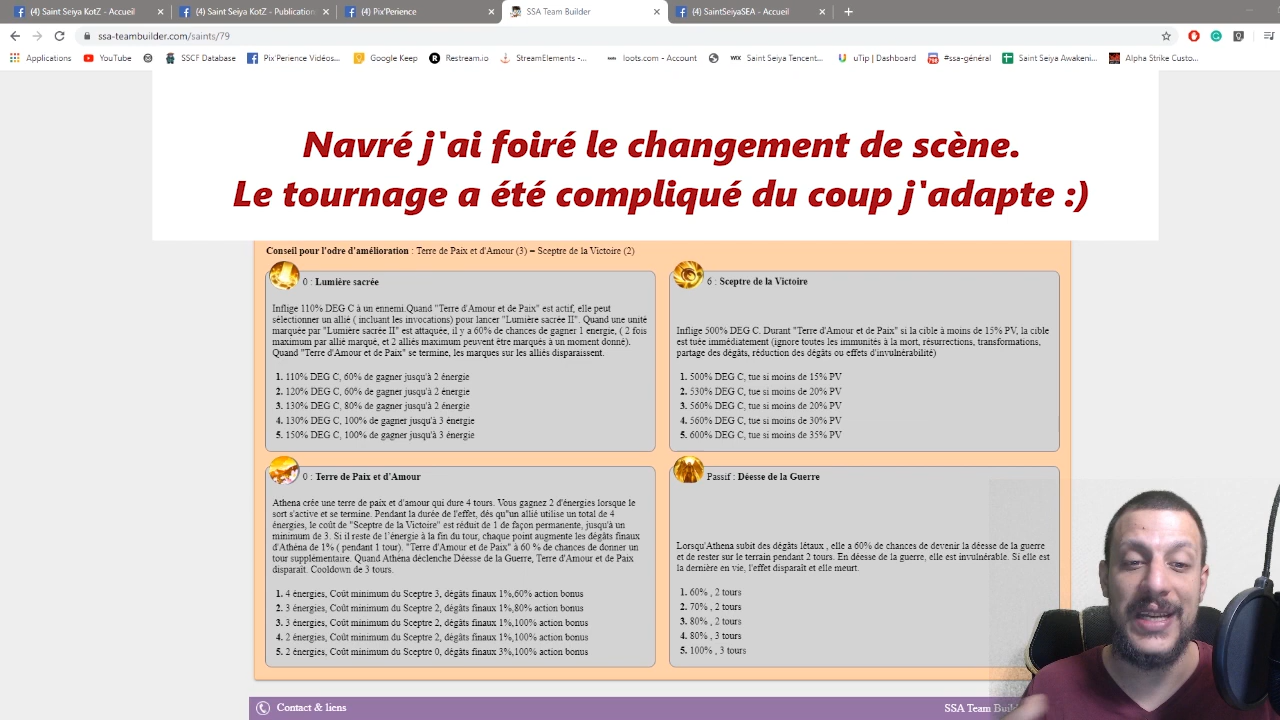 (4) Saint Seiya KotZ - Accueil
(4) Saint Seiya KotZ - Publication
(4) Pix'Perience
SSA Team Builder
(4) SaintSeiyaSEA - Accueil
ssa-teambuilder.com/saints/79
Applications
YouTube
SSCF Database
Pix'Perience Vidéos...
Google Keep
Restream.io
StreamElements -...
loots.com - Account
Saint Seiya Tencent...
uTip | Dashboard
#ssa-général
Saint Seiya Awakeni...
Alpha Strike Custo...
Navré j'ai foiré le changement de scène.
Le tournage a été compliqué du coup j'adapte :)
Conseil pour l'odre d'amélioration : Terre de Paix et d'Amour (3) – Sceptre de la Victoire (2)
0 : Lumière sacrée
Inflige 110% DEG C à un ennemi.Quand "Terre d'Amour et de Paix" est actif, elle peut
sélectionner un allié ( incluant les invocations) pour lancer "Lumière sacrée II". Quand une unité
marquée par "Lumière sacrée II" est attaquée, il y a 60% de chances de gagner 1 energie, ( 2 fois
maximum par allié marqué, et 2 alliés maximum peuvent être marqués à un moment donné).
Quand "Terre d'Amour et de Paix" se termine, les marques sur les alliés disparaissent.
1. 110% DEG C, 60% de gagner jusqu'à 2 énergie
2. 120% DEG C, 60% de gagner jusqu'à 2 énergie
3. 130% DEG C, 80% de gagner jusqu'à 2 énergie
4. 130% DEG C, 100% de gagner jusqu'à 3 énergie
5. 150% DEG C, 100% de gagner jusqu'à 3 énergie
6 : Sceptre de la Victoire
Inflige 500% DEG C. Durant "Terre d'Amour et de Paix" si la cible à moins de 15% PV, la cible
est tuée immédiatement (ignore toutes les immunités à la mort, résurrections, transformations,
partage des dégâts, réduction des dégâts ou effets d'invulnérabilité)
1. 500% DEG C, tue si moins de 15% PV
2. 530% DEG C, tue si moins de 20% PV
3. 560% DEG C, tue si moins de 20% PV
4. 560% DEG C, tue si moins de 30% PV
5. 600% DEG C, tue si moins de 35% PV
0 : Terre de Paix et d'Amour
Athena crée une terre de paix et d'amour qui dure 4 tours. Vous gagnez 2 d'énergies lorsque le
sort s'active et se termine. Pendant la durée de l'effet, dés qu"un allié utilise un total de 4
énergies, le coût de "Sceptre de la Victoire" est réduit de 1 de façon permanente, jusqu'à un
minimum de 3. Si il reste de l'énergie à la fin du tour, chaque point augmente les dégâts finaux
d'Athéna de 1% ( pendant 1 tour). "Terre d'Amour et de Paix" à 60 % de chances de donner un
tour supplémentaire. Quand Athéna déclenche Déesse de la Guerre, Terre d'Amour et de Paix
disparaît. Cooldown de 3 tours.
1. 4 énergies, Coût minimum du Sceptre 3, dégâts finaux 1%,60% action bonus
2. 3 énergies, Coût minimum du Sceptre 2, dégâts finaux 1%,80% action bonus
3. 3 énergies, Coût minimum du Sceptre 2, dégâts finaux 1%,100% action bonus
4. 2 énergies, Coût minimum du Sceptre 2, dégâts finaux 1%,100% action bonus
5. 2 énergies, Coût minimum du Sceptre 0, dégâts finaux 3%,100% action bonus
Passif : Déesse de la Guerre
Lorsqu'Athena subit des dégâts létaux , elle a 60% de chances de devenir la déesse de la guerre
et de rester sur le terrain pendant 2 tours. En déesse de la guerre, elle est invulnérable. Si elle est
la dernière en vie, l'effet disparaît et elle meurt.
1. 60% , 2 tours
2. 70% , 2 tours
3. 80% , 2 tours
4. 80% , 3 tours
5. 100% , 3 tours
Contact & liens
SSA Team